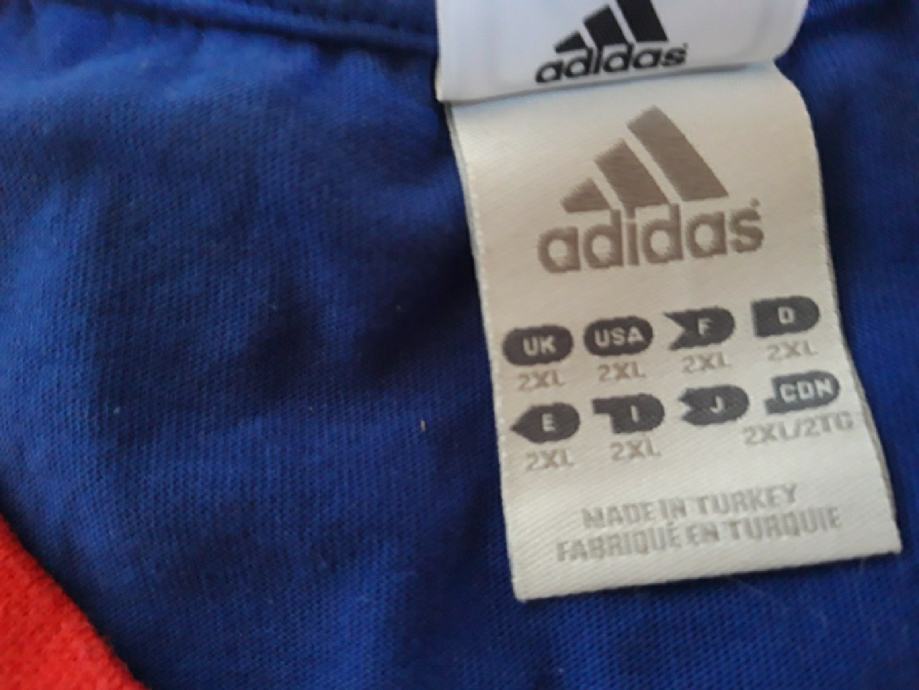 adidas
adidas
UK USA F D
2XL 2XL 2XL 2XL
E I J CDN
2XL 2XL 2XL/2TG
MADE IN TURKEY
FABRIQUÉ EN TURQUIE